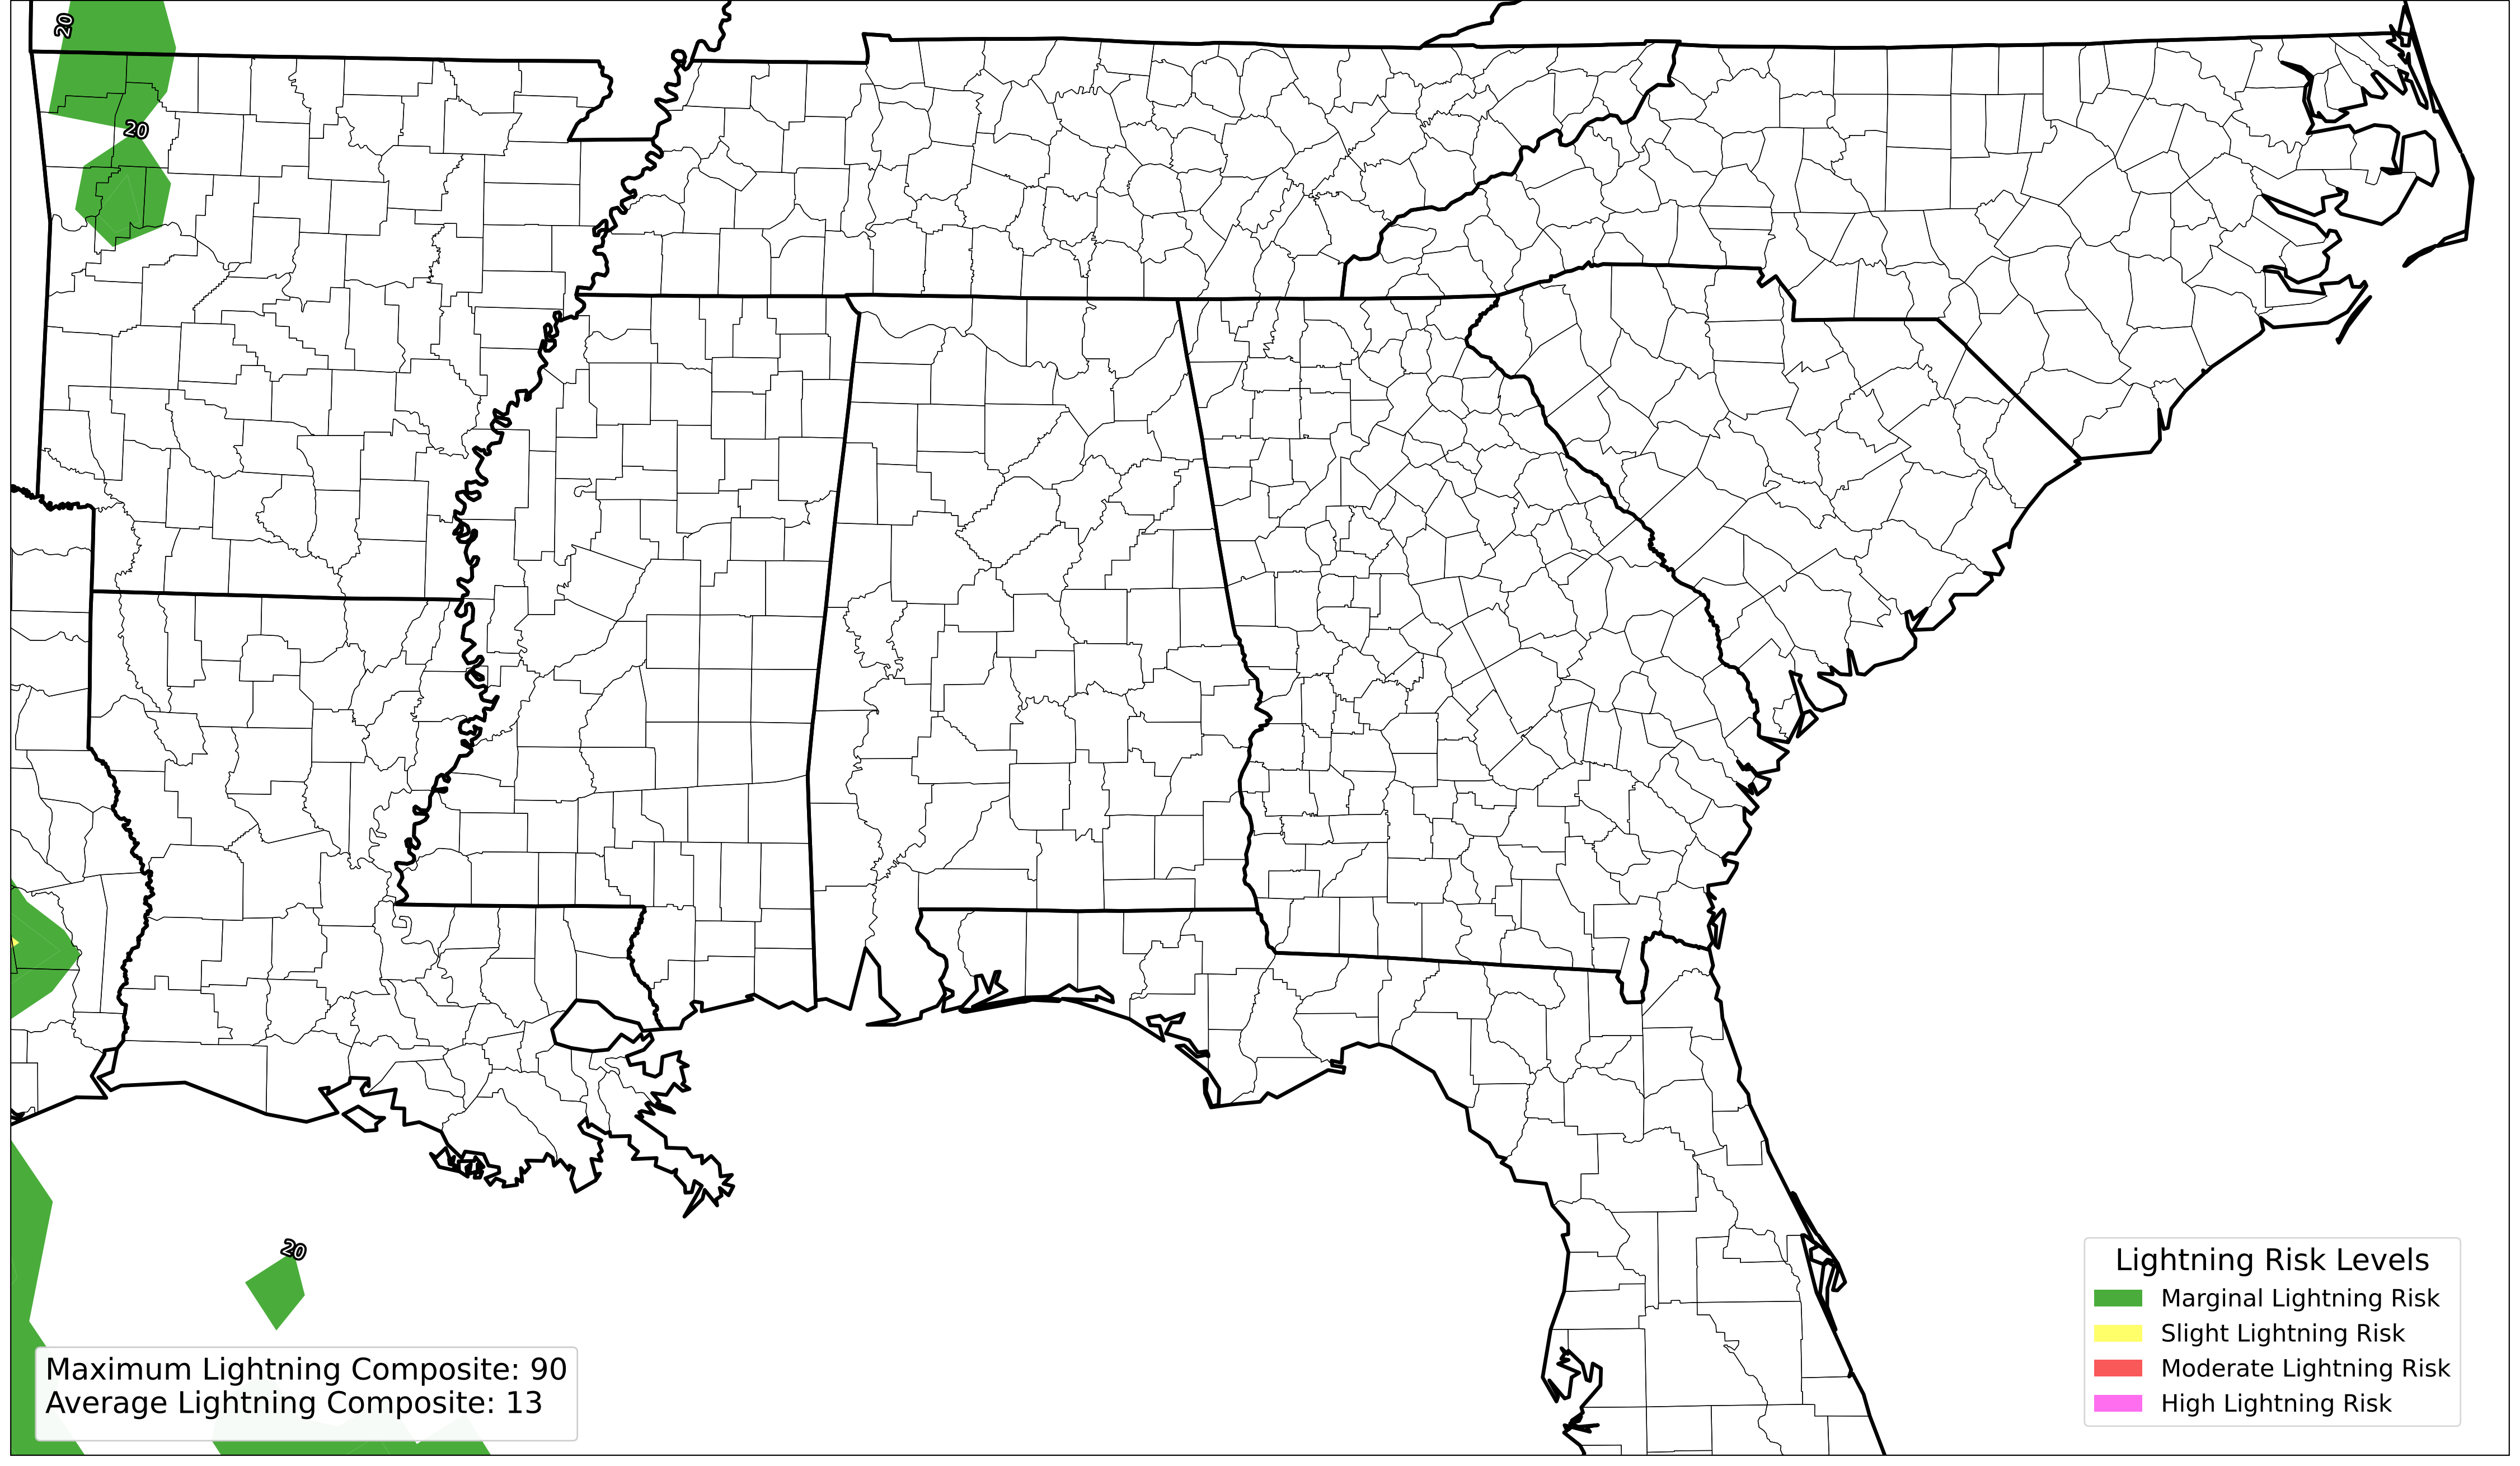 20
20
20
Lightning Risk Levels
Marginal Lightning Risk
Slight Lightning Risk
Moderate Lightning Risk
High Lightning Risk
Maximum Lightning Composite: 90
Average Lightning Composite: 13